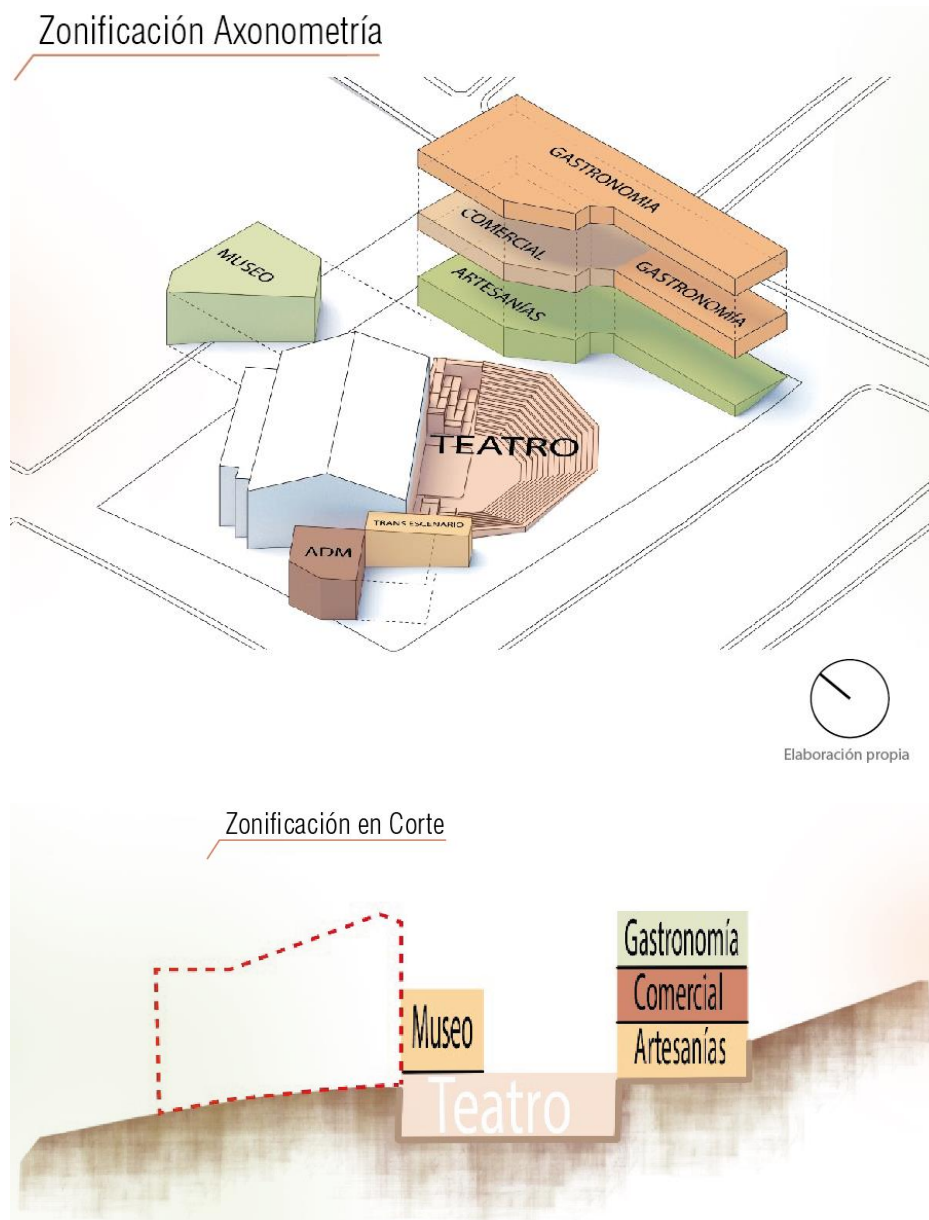 Zonificación Axonometría
GASTRONOMIA
COMERCIAL
GASTRONOMÍA
MUSEO
ARTESANÍAS
TEATRO
TRANS ESCENARIO
ADM
Elaboración propia
Zonificación en Corte
Gastronomía
Comercial
Museo
Artesanías
Teatro